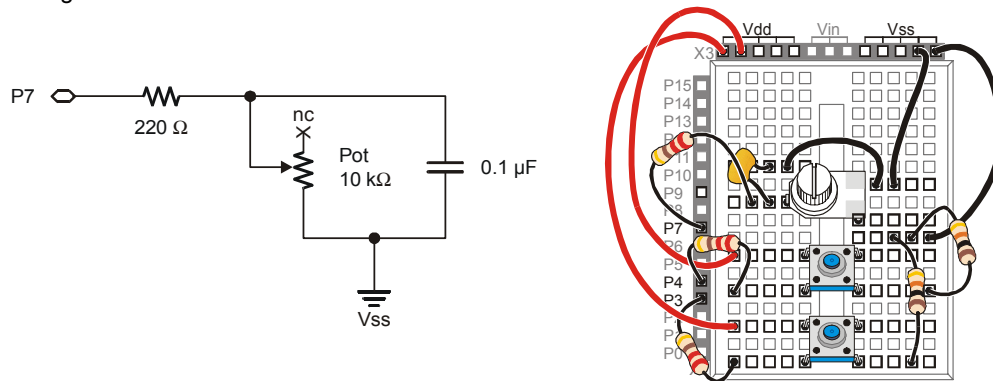 P7
220 Ω
nc
Pot
10 kΩ
0.1 µF
Vss
Vdd
Vin
Vss
X3
P15
P14
P13
P10
P9
P8
P7
P6
P5
P4
P3
P0